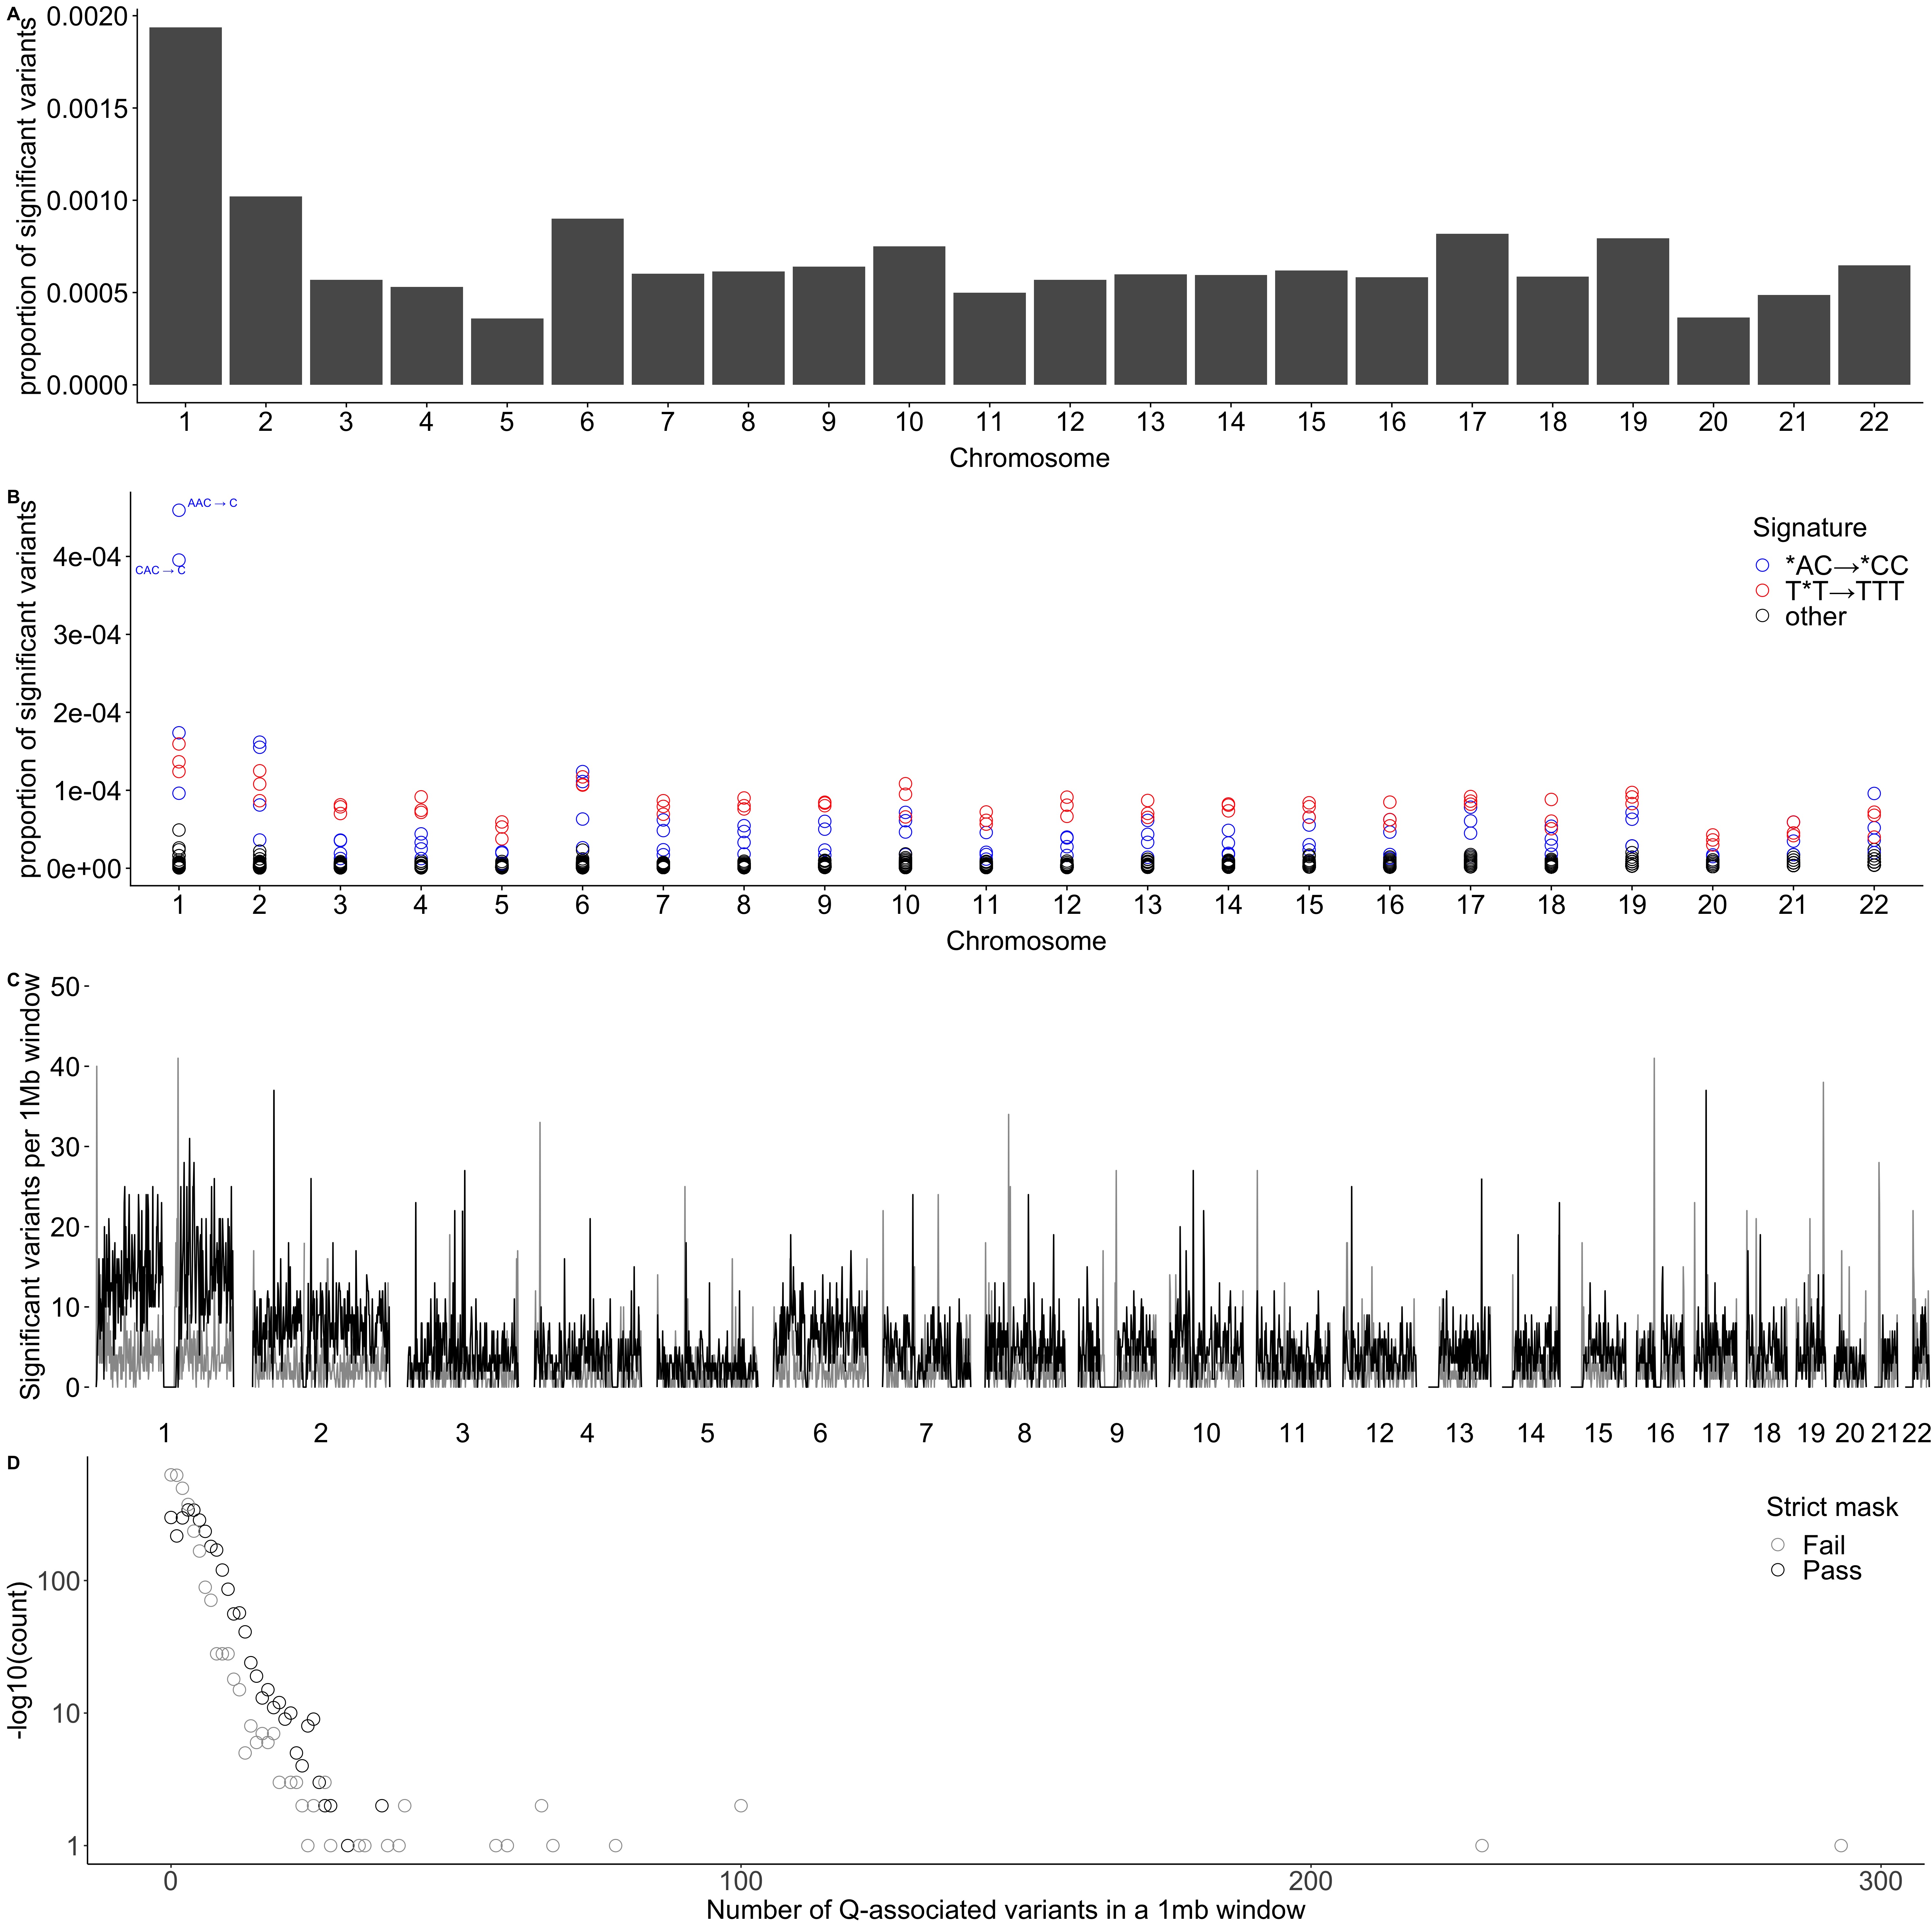 A
proportion of significant variants
0.0020
0.0015
0.0010
0.0005
0.0000
1 2 3 4 5 6 7 8 9 10 11 12 13 14 15 16 17 18 19 20 21 22
Chromosome
B
proportion of significant variants
4e-04
3e-04
2e-04
1e-04
0e+00
AAC → C
CAC → C
Signature
*AC→*CC
T*T→TTT
other
1 2 3 4 5 6 7 8 9 10 11 12 13 14 15 16 17 18 19 20 21 22
Chromosome
C
Significant variants per 1Mb window
50
40
30
20
10
0
1 2 3 4 5 6 7 8 9 10 11 12 13 14 15 16 17 18 19 20 21 22
D
-log10(count)
100
10
1
Strict mask
Fail
Pass
0 100 200 300
Number of Q-associated variants in a 1mb window